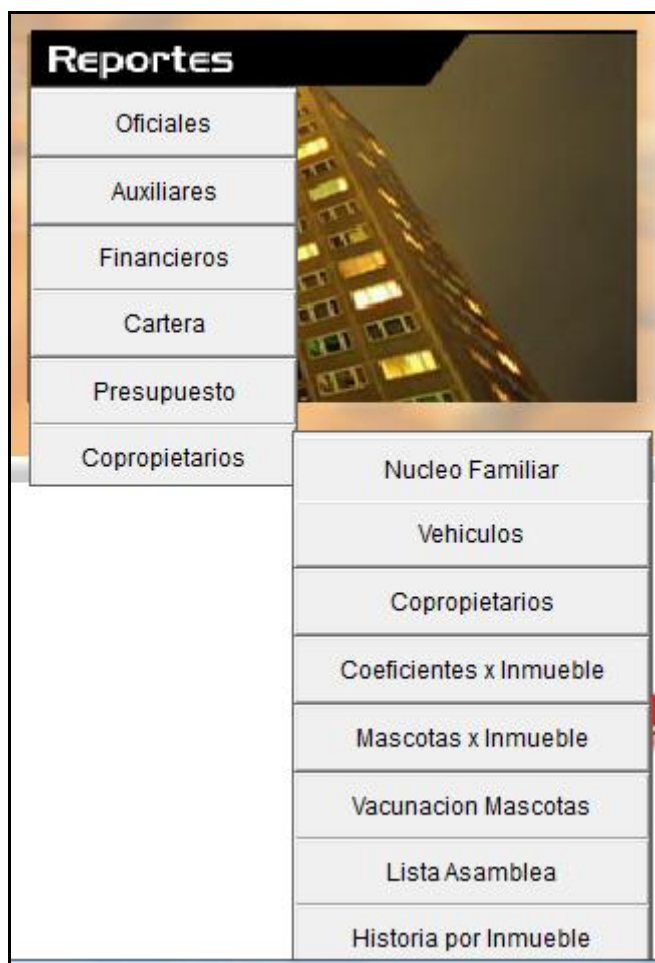 Reportes
Oficiales
Auxiliares
Financieros
Cartera
Presupuesto
Copropietarios
Nucleo Familiar
Vehiculos
Copropietarios
Coeficientes x Inmueble
Mascotas x Inmueble
Vacunacion Mascotas
Lista Asamblea
Historia por Inmueble